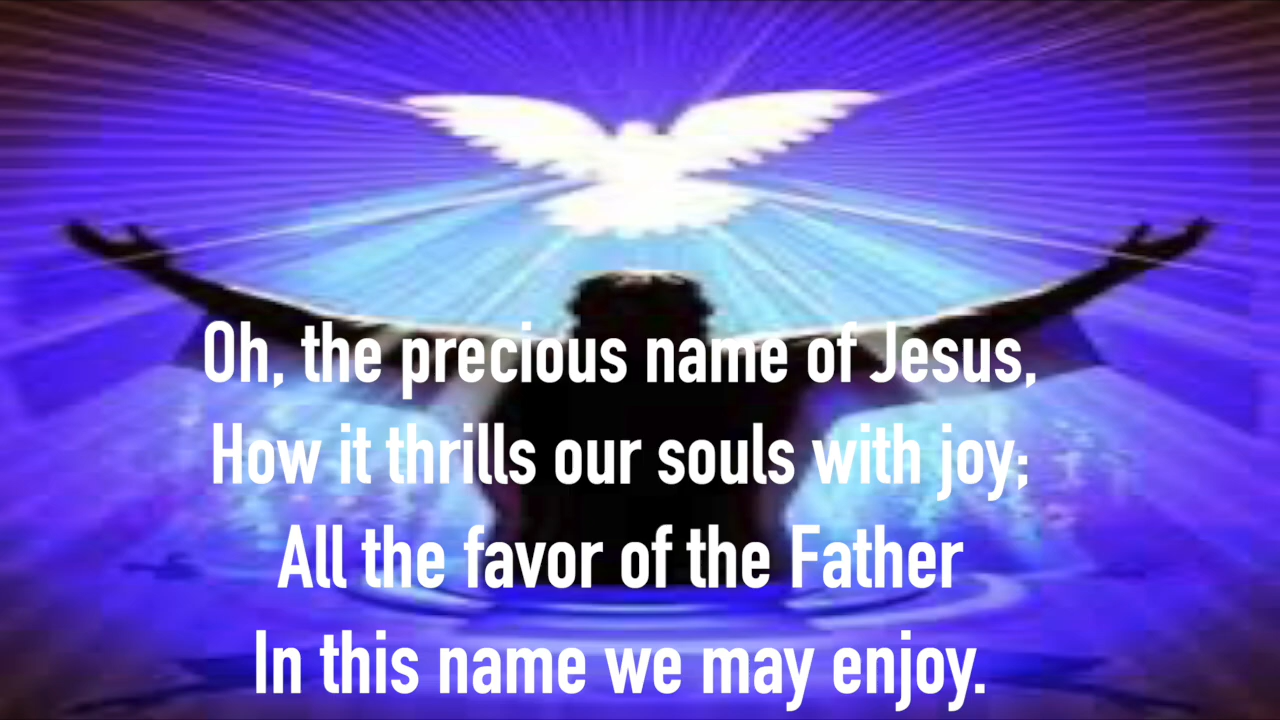 Oh, the precious name of Jesus,
How it thrills our souls with joy;
All the favor of the Father
In this name we may enjoy.